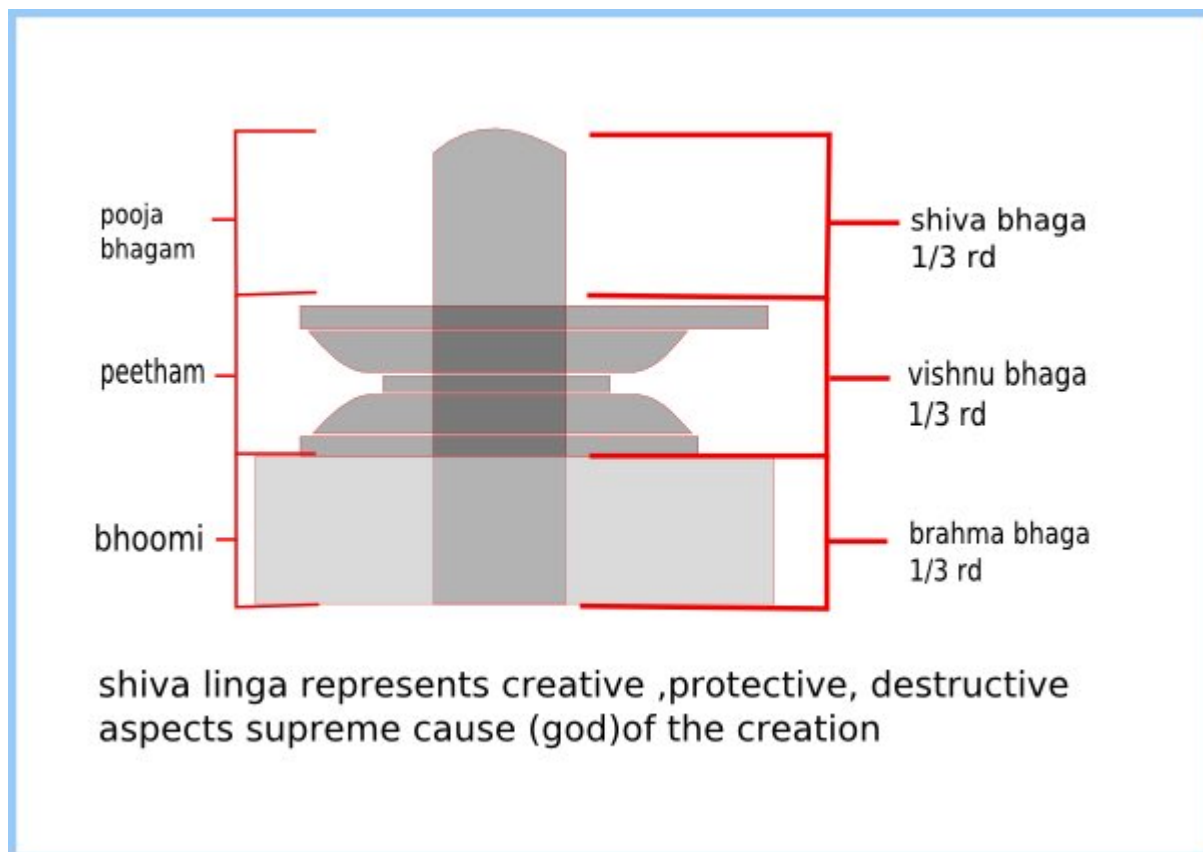 pooja
bhagam
shiva bhaga
1/3 rd
peetham
vishnu bhaga
1/3 rd
bhoomi
brahma bhaga
1/3 rd
shiva linga represents creative ,protective, destructive
aspects supreme cause (god)of the creation